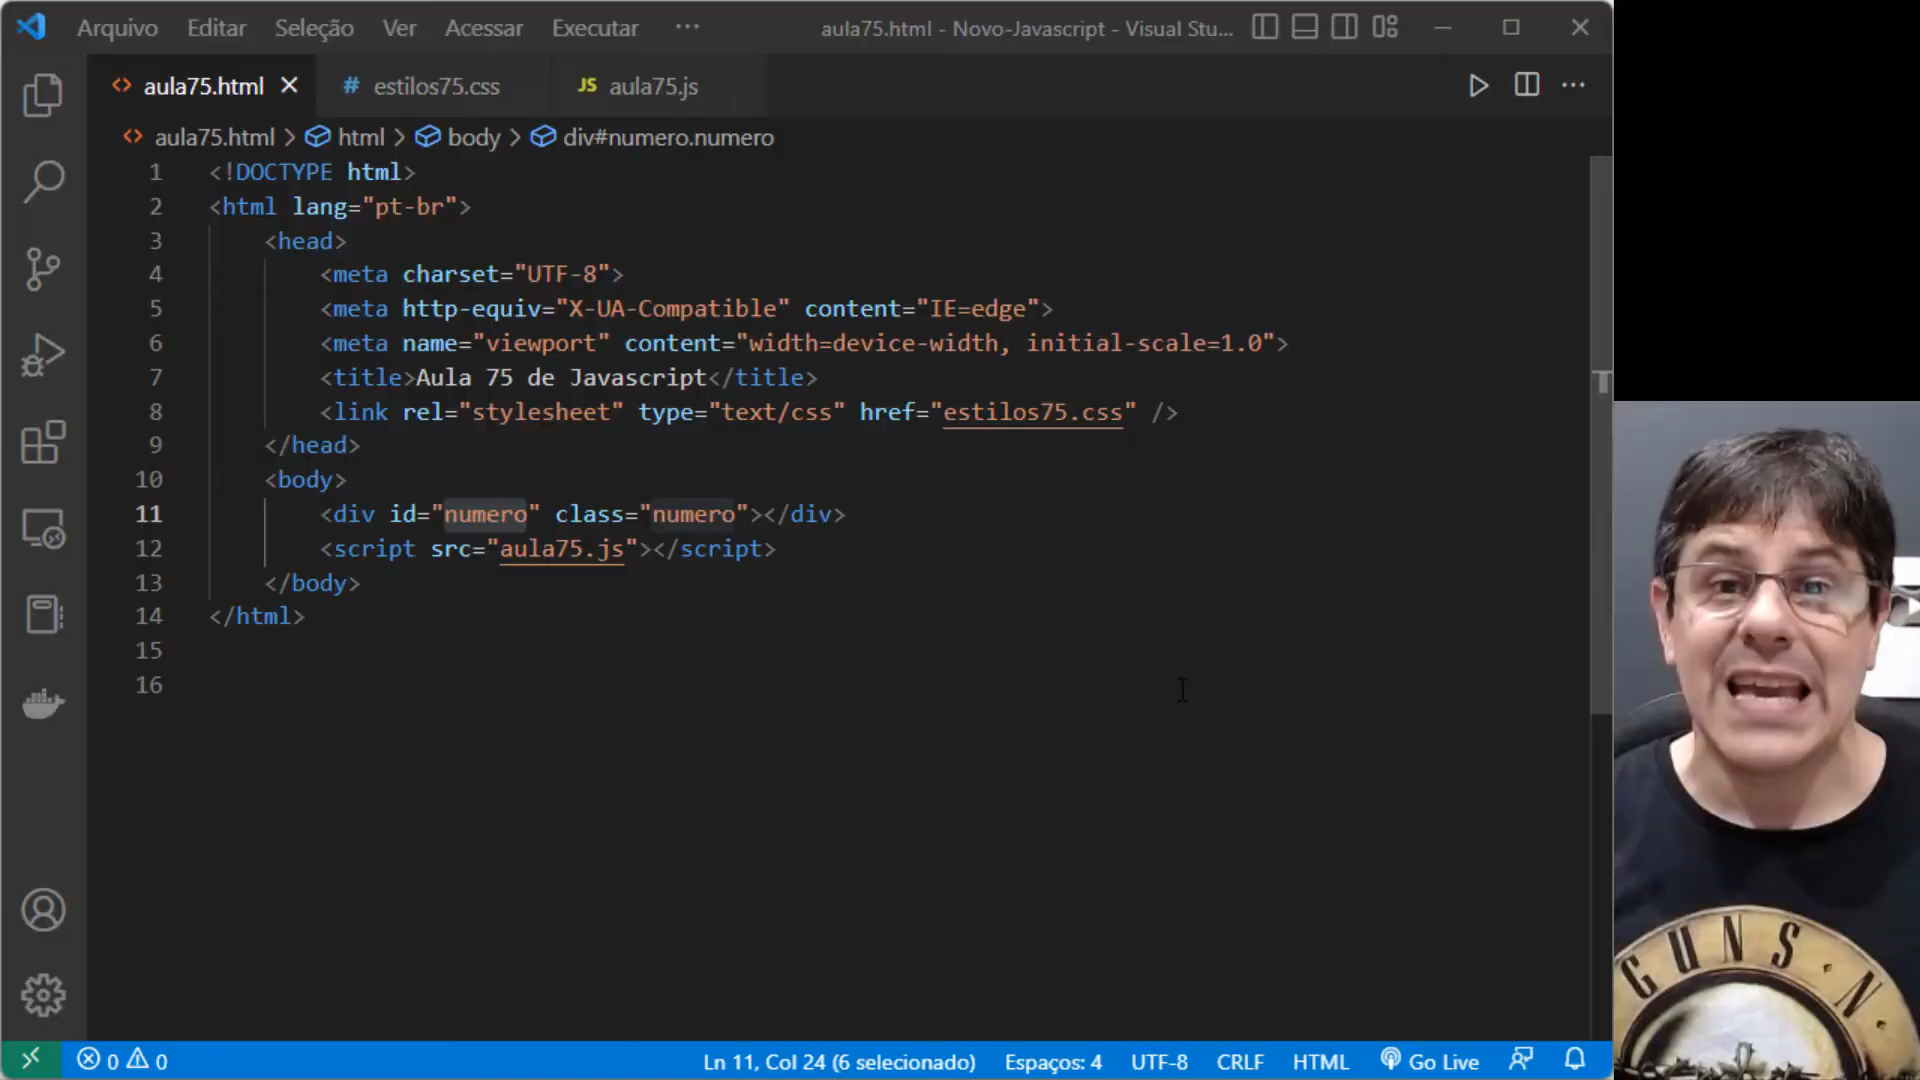 Arquivo Editar Seleção Ver Acessar Executar ··· aula75.html - Novo-Javascript - Visual Stu...
aula75.html # estilos75.css JS aula75.js
aula75.html > html > body > div#numero.numero
1 <!DOCTYPE html>
2 <html lang="pt-br">
3 <head>
4 <meta charset="UTF-8">
5 <meta http-equiv="X-UA-Compatible" content="IE=edge">
6 <meta name="viewport" content="width=device-width, initial-scale=1.0">
7 <title>Aula 75 de Javascript</title>
8 <link rel="stylesheet" type="text/css" href="estilos75.css" />
9 </head>
10 <body>
11 <div id="numero" class="numero"></div>
12 <script src="aula75.js"></script>
13 </body>
14 </html>
15
16
GUNS · N ·
0 0 Ln 11, Col 24 (6 selecionado) Espaços: 4 UTF-8 CRLF HTML Go Live